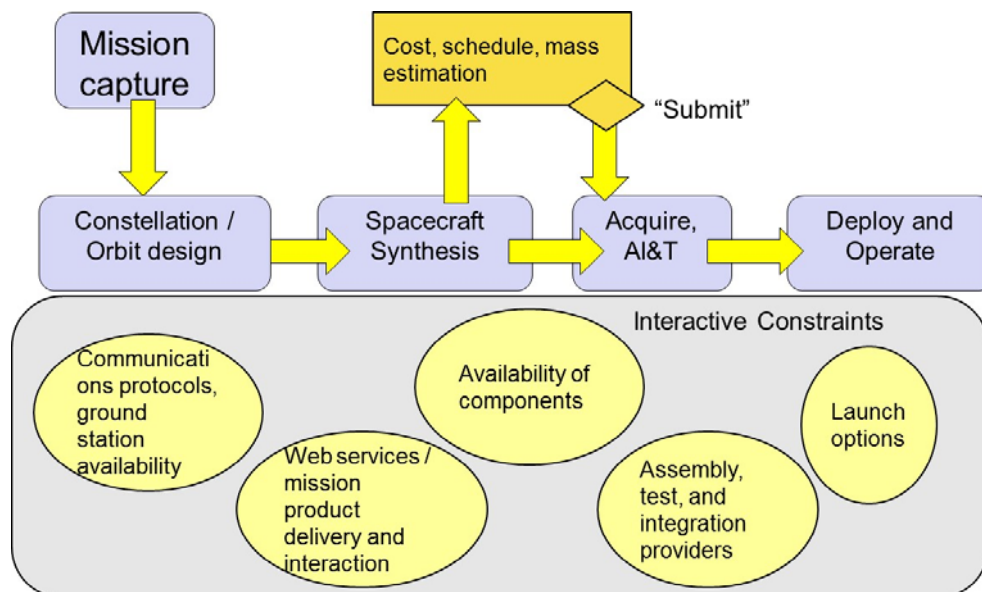 Mission
capture
Cost, schedule, mass
estimation
“Submit”
Constellation /
Orbit design
Spacecraft
Synthesis
Acquire,
AI&T
Deploy and
Operate
Interactive Constraints
Communicati
ons protocols,
ground
station
availability
Web services /
mission
product
delivery and
interaction
Availability of
components
Assembly,
test, and
integration
providers
Launch
options